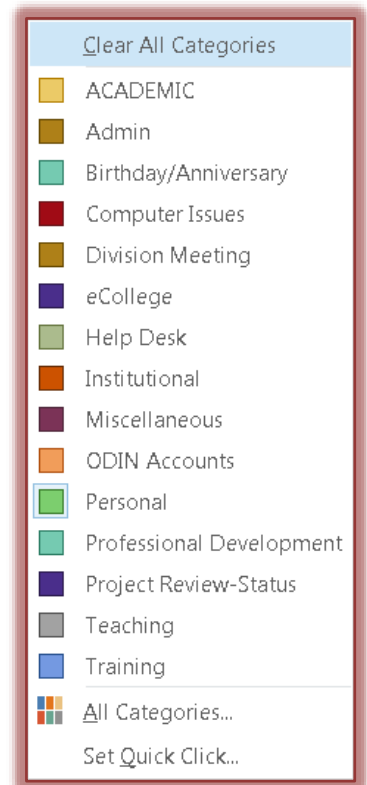 Clear All Categories
ACADEMIC
Admin
Birthday/Anniversary
Computer Issues
Division Meeting
eCollege
Help Desk
Institutional
Miscellaneous
ODIN Accounts
Personal
Professional Development
Project Review-Status
Teaching
Training
All Categories...
Set Quick Click...